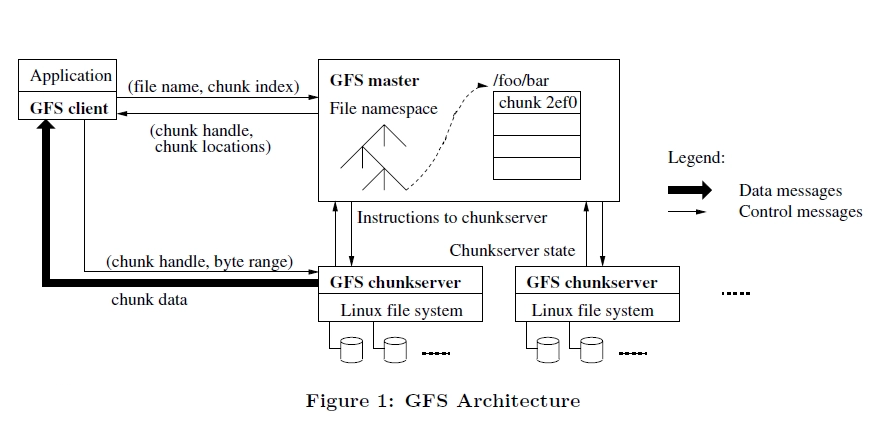 Application
GFS client
(file name, chunk index)
(chunk handle,
chunk locations)
GFS master
File namespace
/foo/bar
chunk 2ef0
Legend:
Data messages
Control messages
Instructions to chunkserver
Chunkserver state
(chunk handle, byte range)
chunk data
GFS chunkserver
Linux file system
GFS chunkserver
Linux file system
Figure 1: GFS Architecture